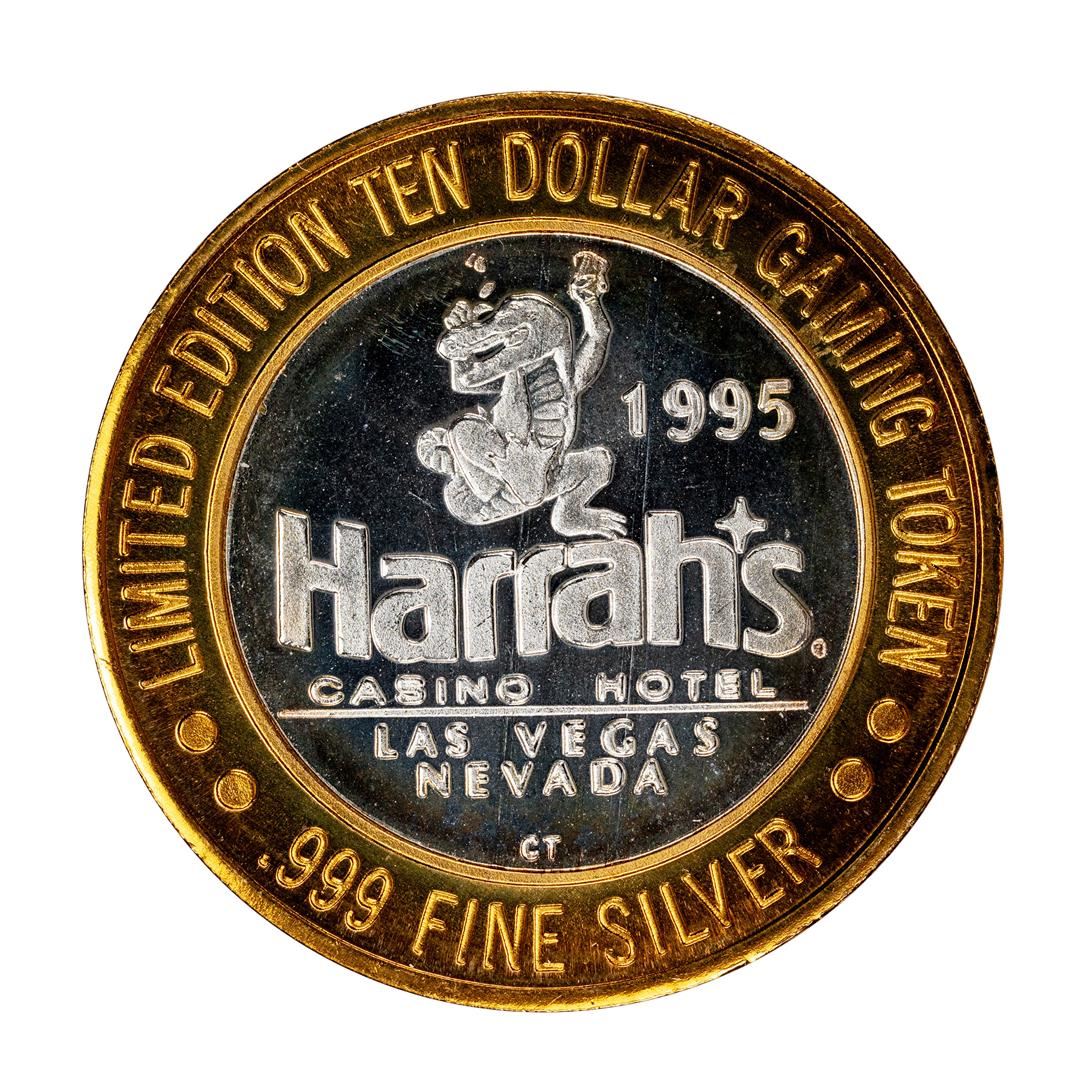 LIMITED EDITION TEN DOLLAR GAMING TOKEN
1995
Harrah's
CASINO HOTEL
LAS VEGAS
NEVADA
CT
.999 FINE SILVER